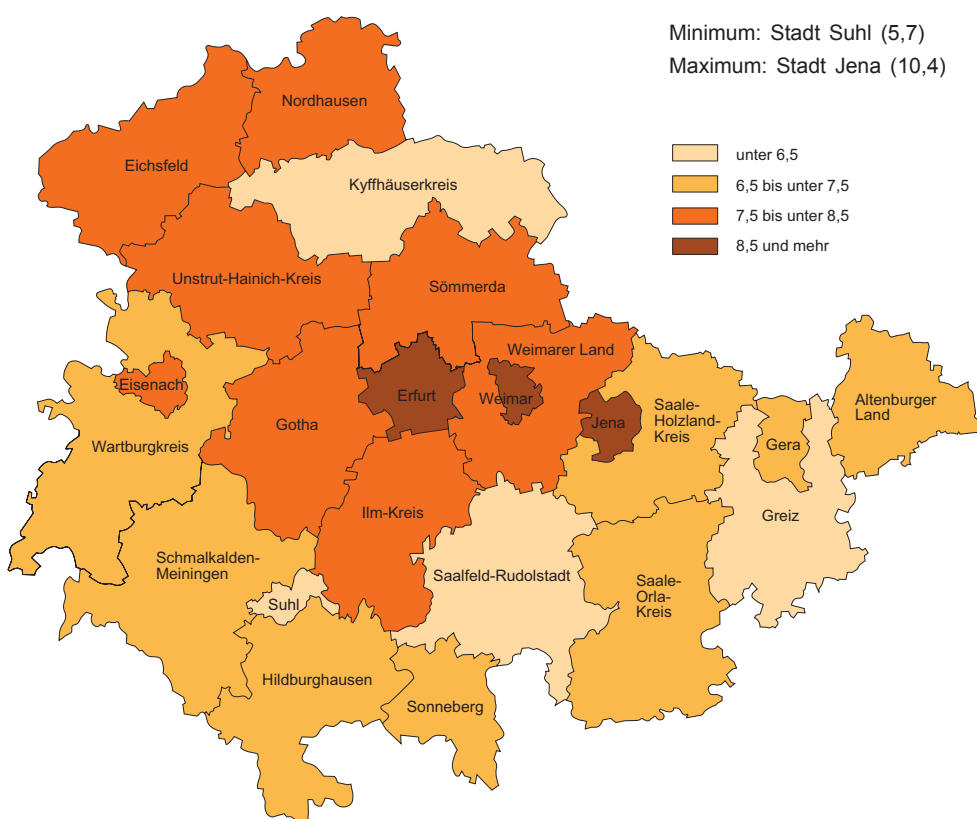 Minimum: Stadt Suhl (5,7)
Maximum: Stadt Jena (10,4)
unter 6,5
6,5 bis unter 7,5
7,5 bis unter 8,5
8,5 und mehr
Nordhausen
Eichsfeld
Kyffhäuserkreis
Unstrut-Hainich-Kreis
Sömmerda
Weimarer Land
Eisenach
Erfurt
Weimar
Jena
Saale-
Holzland-
Kreis
Altenburger
Land
Gera
Gotha
Wartburgkreis
Ilm-Kreis
Greiz
Schmalkalden-
Meiningen
Saalfeld-Rudolstadt
Saale-
Orla-
Kreis
Suhl
Hildburghausen
Sonneberg